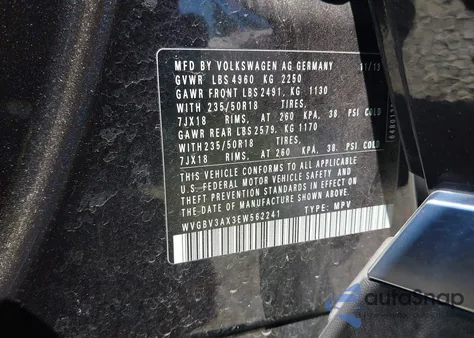 MFD BY VOLKSWAGEN AG GERMANY 11/13
GVWR LBS 4960 KG 2250
GAWR FRONT LBS 2491, KG 1130
WITH 235/50R18 TIRES,
7JX18 RIMS, AT 260 KPA, 38, PSI COLD
GAWR REAR LBS 2579, KG 1170
WITH 235/50R18 TIRES,
7JX18 RIMS, AT 260 KPA, 38, PSI COLD
THIS VEHICLE CONFORMS TO ALL APPLICABLE
U.S. FEDERAL MOTOR VEHICLE SAFETY AND
THEFT PREVENTION STANDARDS IN EFFECT ON
THE DATE OF MANUFACTURE SHOWN ABOVE.
WVGBV3AX3EW562241 TYPE: MPV
autoSnap